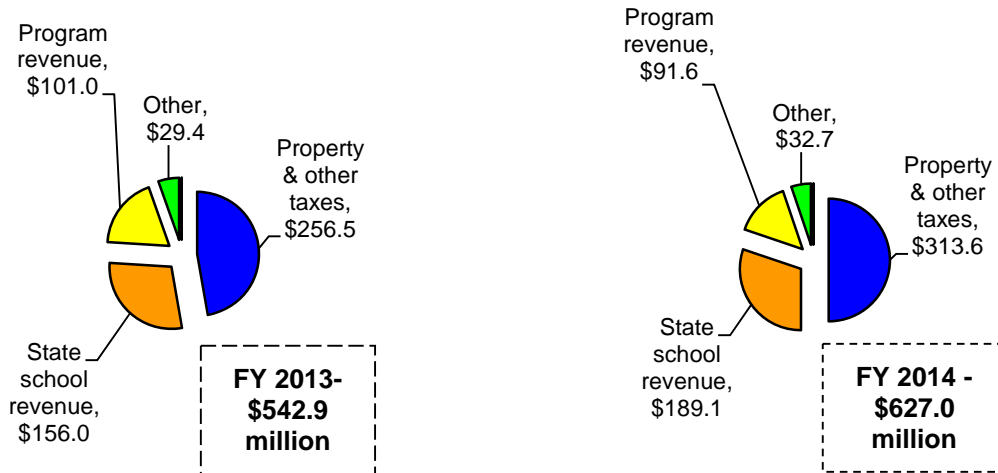 Program
revenue,
$101.0
Other,
$29.4
Property
& other
taxes,
$256.5
State
school
revenue,
$156.0
FY 2013-
$542.9
million
Program
revenue,
$91.6
Other,
$32.7
Property
& other
taxes,
$313.6
State
school
revenue,
$189.1
FY 2014 -
$627.0
million